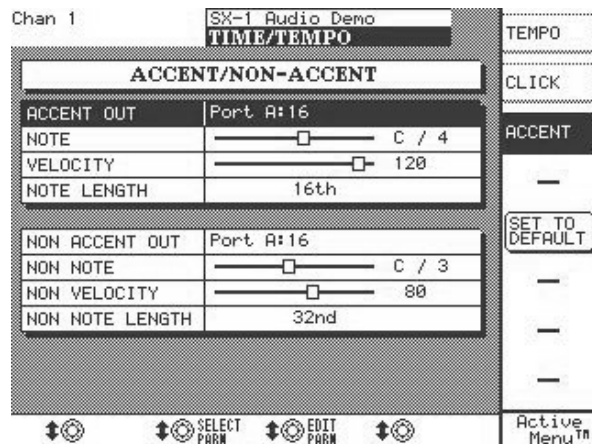 Chan 1
SX-1 Audio Demo
TIME/TEMPO
ACCENT/NON-ACCENT
ACCENT OUT Port A:16
NOTE C / 4
VELOCITY 120
NOTE LENGTH 16th
NON ACCENT OUT Port A:16
NON NOTE C / 3
NON VELOCITY 80
NON NOTE LENGTH 32nd
SELECT PARM
EDIT PARM
TEMPO
CLICK
ACCENT
SET TO
DEFAULT
Active
Menu™